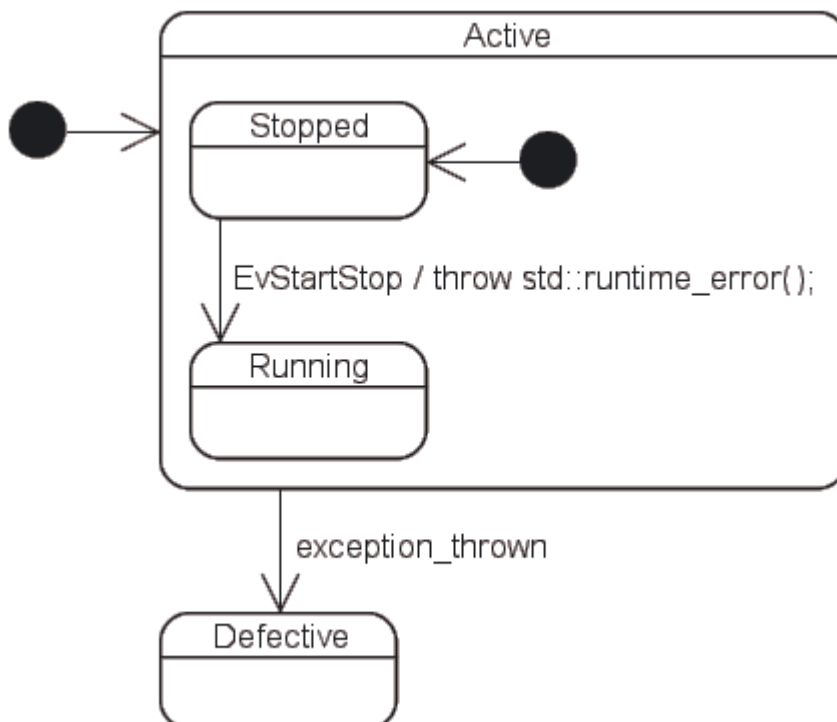 Active
Stopped
EvStartStop / throw std::runtime_error();
Running
exception_thrown
Defective